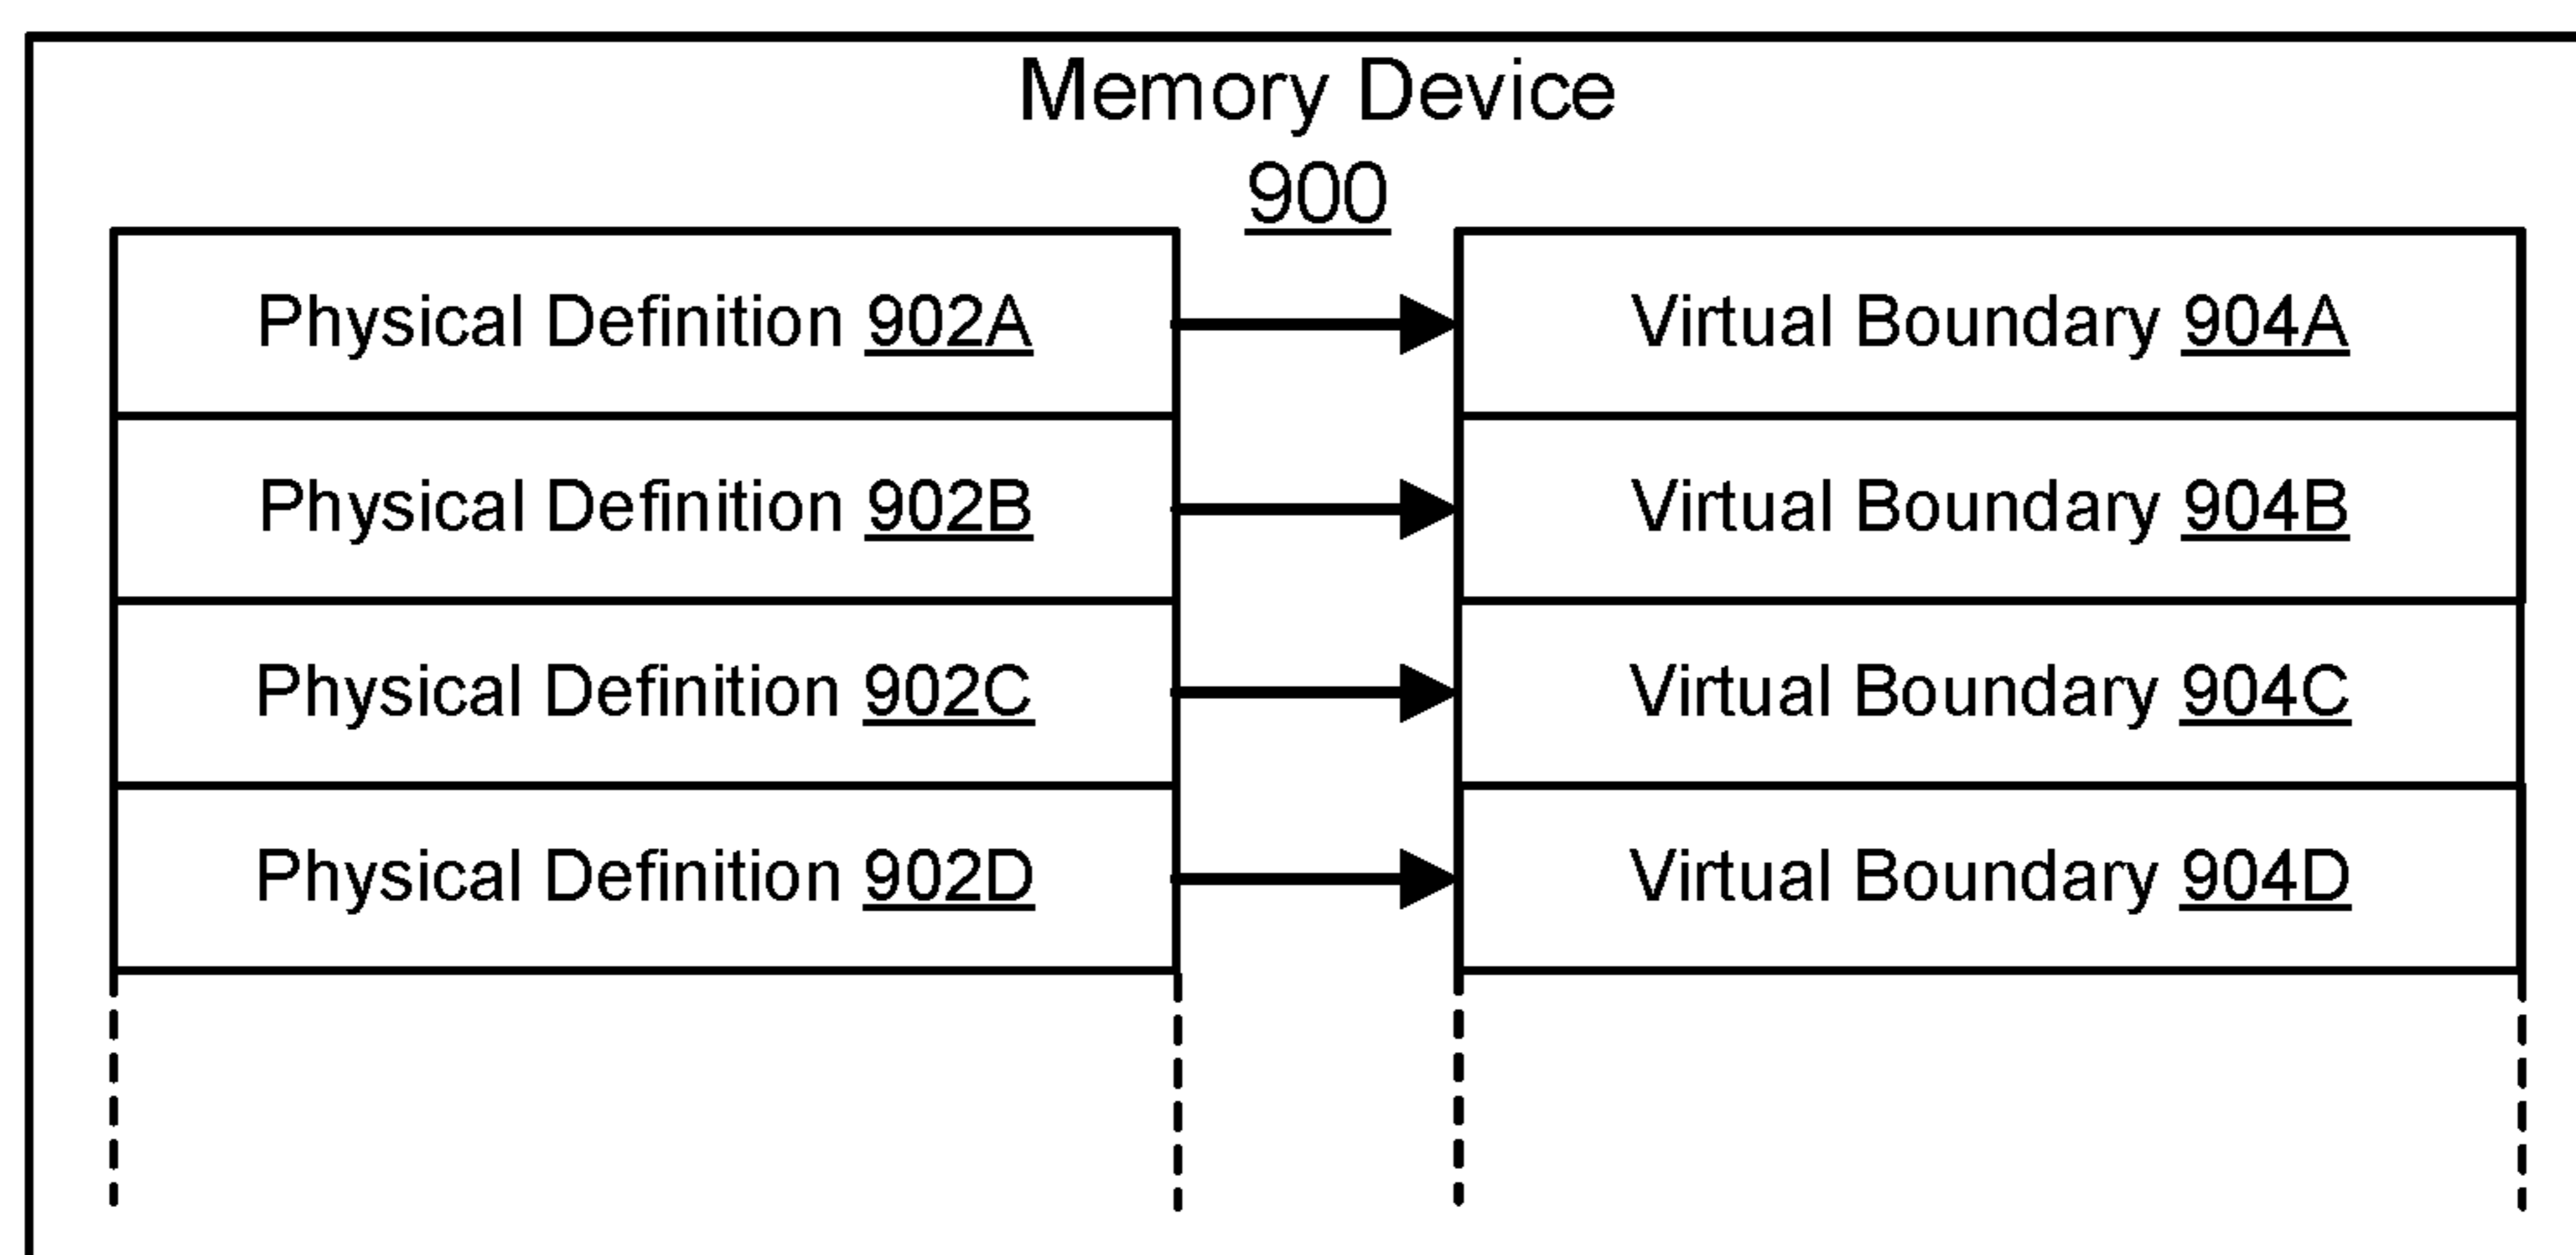 Memory Device
900
Physical Definition 902A
Virtual Boundary 904A
Physical Definition 902B
Virtual Boundary 904B
Physical Definition 902C
Virtual Boundary 904C
Physical Definition 902D
Virtual Boundary 904D